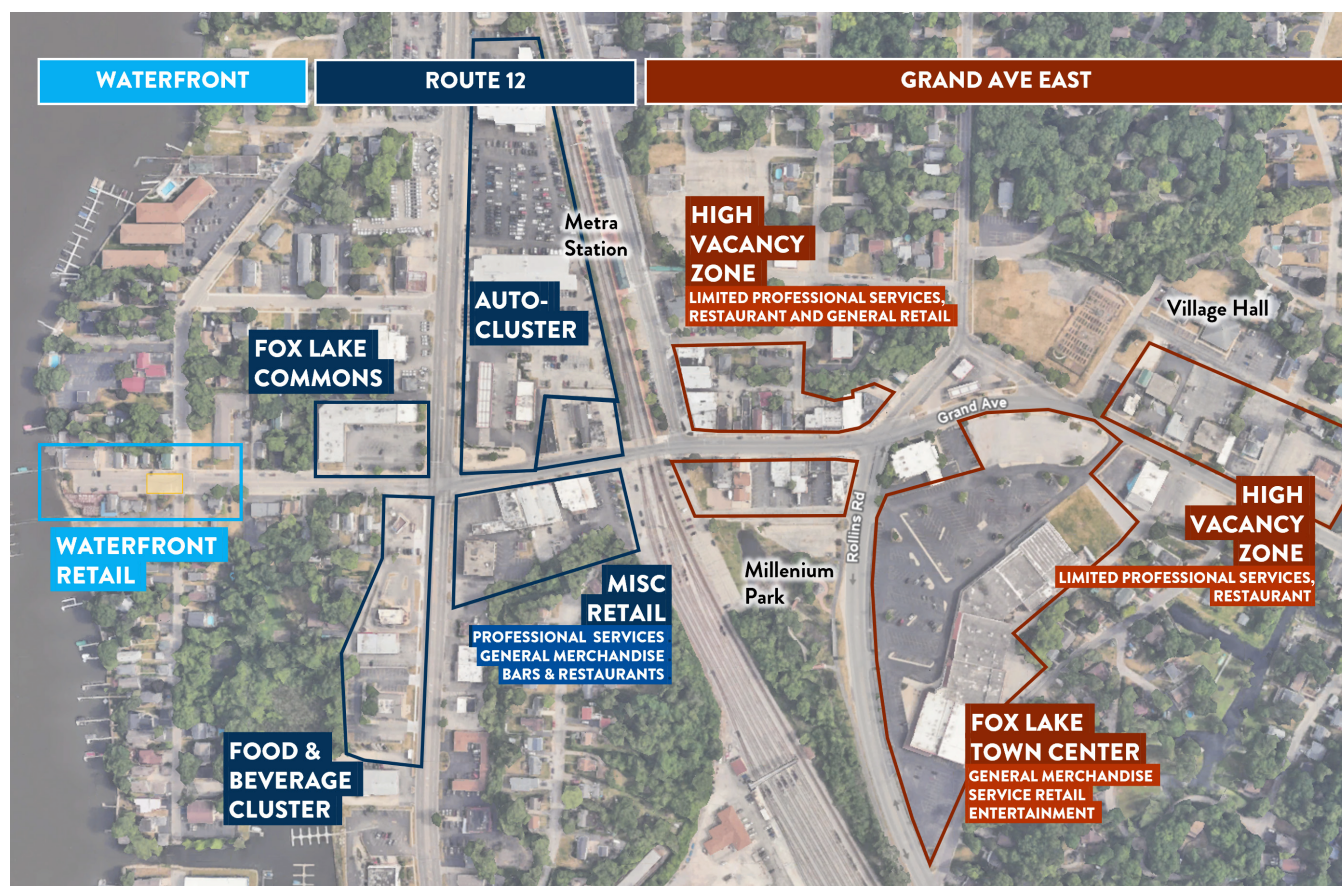 WATERFRONT
ROUTE 12
GRAND AVE EAST
Metra
Station
HIGH
VACANCY
ZONE
LIMITED PROFESSIONAL SERVICES,
RESTAURANT AND GENERAL RETAIL
Village Hall
AUTO-
CLUSTER
FOX LAKE
COMMONS
Grand Ave
WATERFRONT
RETAIL
Rollins Rd
HIGH
VACANCY
ZONE
LIMITED PROFESSIONAL SERVICES,
RESTAURANT
Millenium
Park
MISC
RETAIL
PROFESSIONAL SERVICES
GENERAL MERCHANDISE
BARS & RESTAURANTS
FOOD &
BEVERAGE
CLUSTER
FOX LAKE
TOWN CENTER
GENERAL MERCHANDISE
SERVICE RETAIL
ENTERTAINMENT